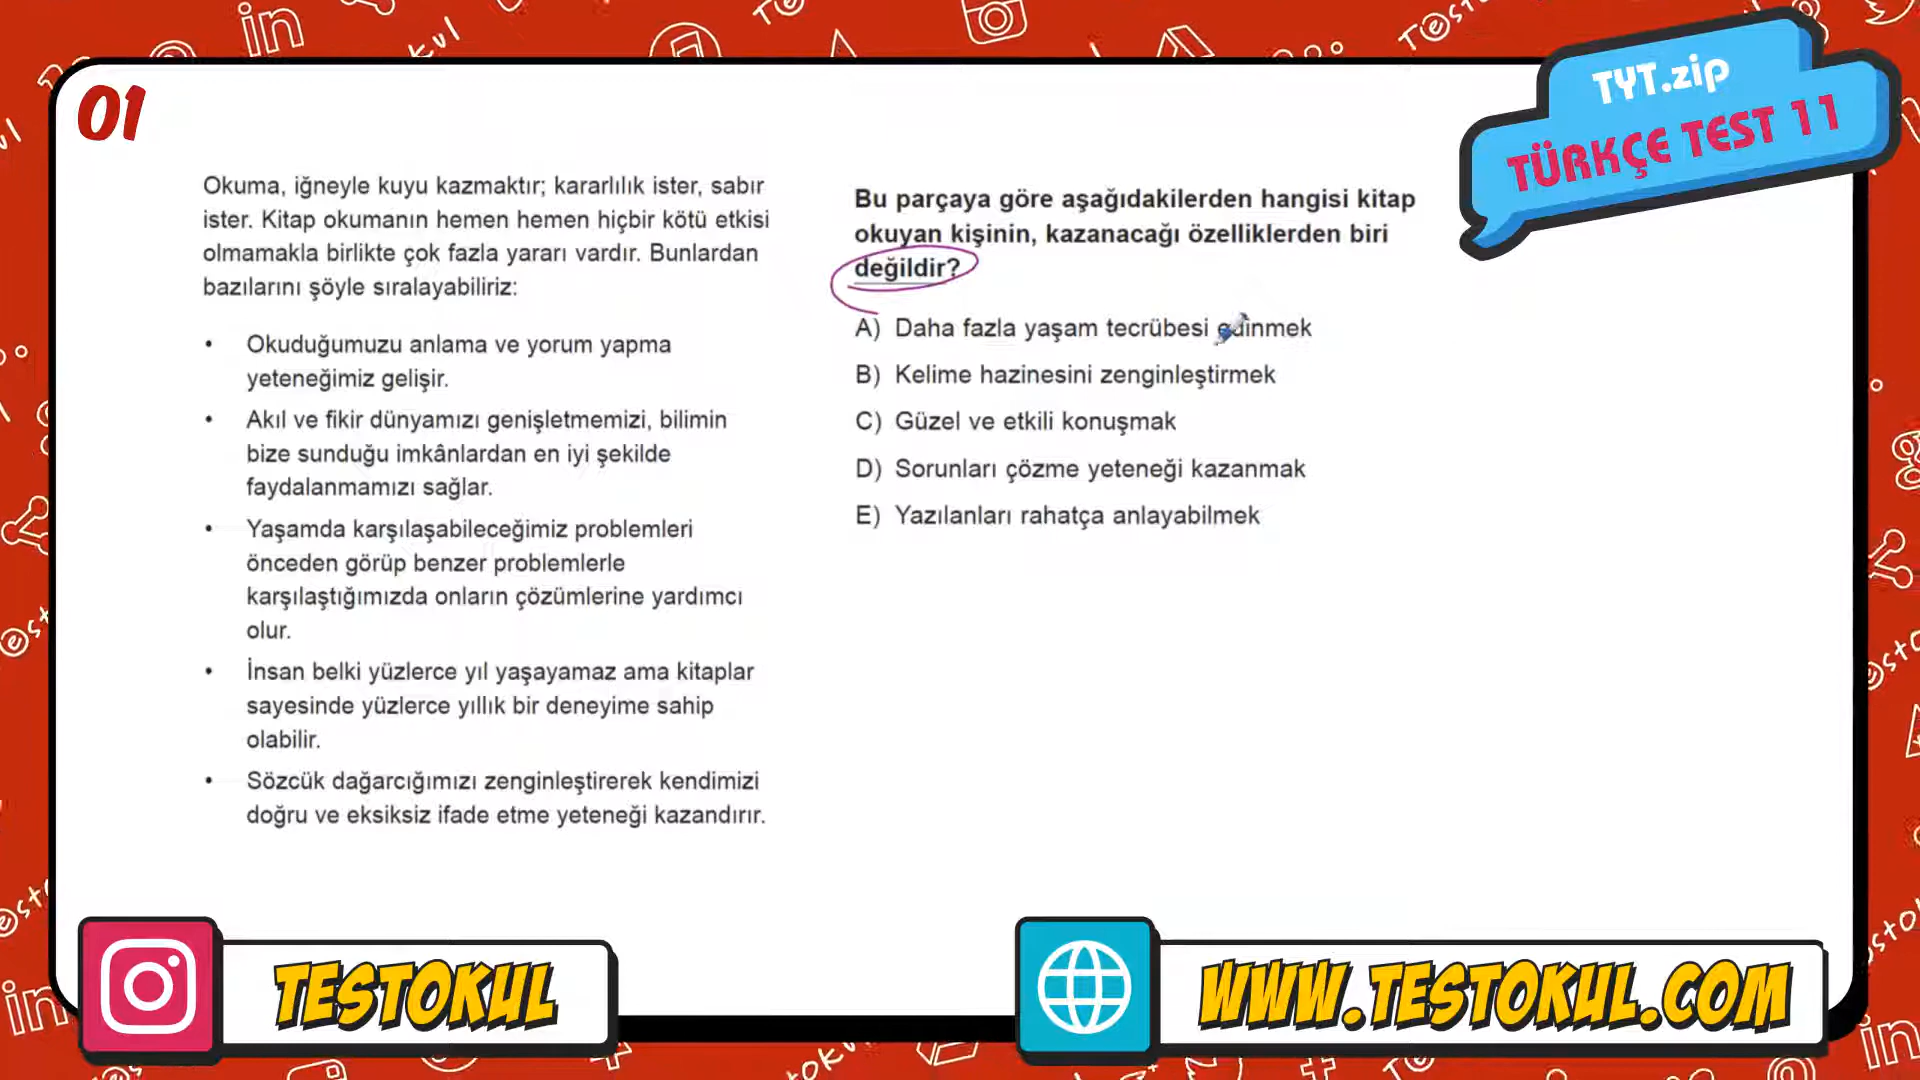 01
TYT.zip
TÜRKÇE TEST 11
Okuma, iğneyle kuyu kazmaktır; kararlılık ister, sabır
ister. Kitap okumanın hemen hemen hiçbir kötü etkisi
olmamakla birlikte çok fazla yararı vardır. Bunlardan
bazılarını şöyle sıralayabiliriz:
• Okuduğumuzu anlama ve yorum yapma
yeteneğimiz gelişir.
• Akıl ve fikir dünyamızı genişletmemizi, bilimin
bize sunduğu imkânlardan en iyi şekilde
faydalanmamızı sağlar.
• Yaşamda karşılaşabileceğimiz problemleri
önceden görüp benzer problemlerle
karşılaştığımızda onların çözümlerine yardımcı
olur.
• İnsan belki yüzlerce yıl yaşayamaz ama kitaplar
sayesinde yüzlerce yıllık bir deneyime sahip
olabilir.
• Sözcük dağarcığımızı zenginleştirerek kendimizi
doğru ve eksiksiz ifade etme yeteneği kazandırır.
Bu parçaya göre aşağıdakilerden hangisi kitap
okuyan kişinin, kazanacağı özelliklerden biri
değildir?
A) Daha fazla yaşam tecrübesi edinmek
B) Kelime hazinesini zenginleştirmek
C) Güzel ve etkili konuşmak
D) Sorunları çözme yeteneği kazanmak
E) Yazılanları rahatça anlayabilmek
TESTOKUL
WWW.TESTOKUL.COM